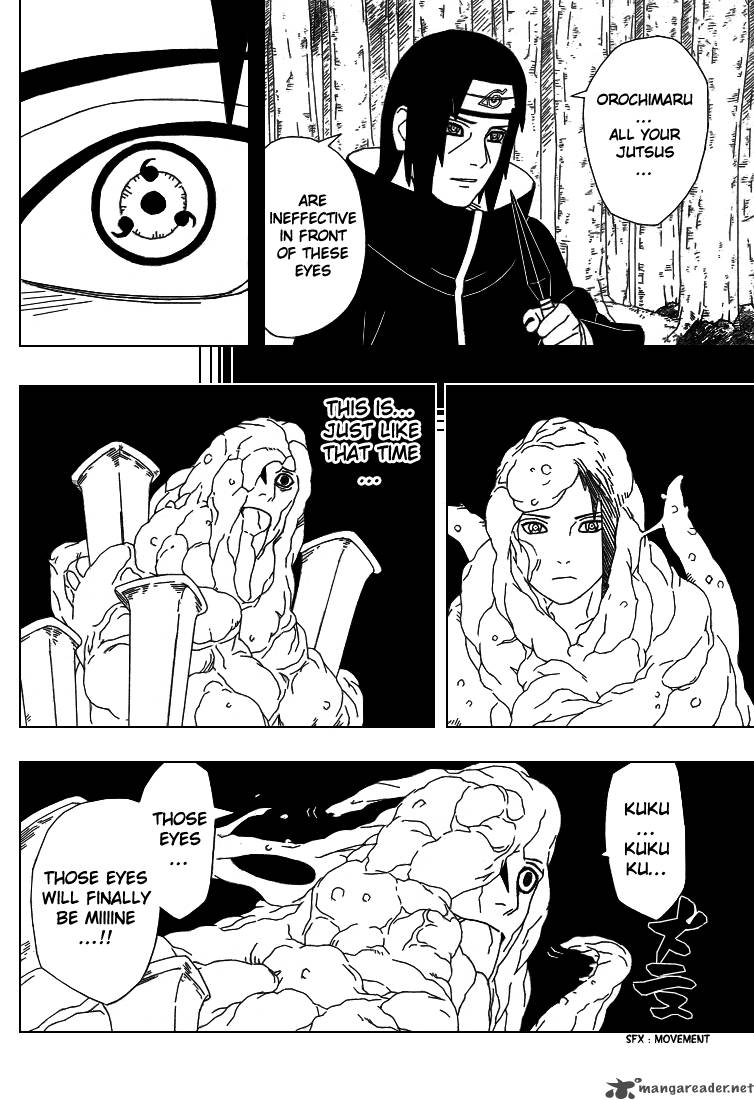 OROCHIMARU
...
ALL YOUR
JUTSUS
...
ARE
INEFFECTIVE
IN FRONT
OF THESE
EYES
THIS IS...
JUST LIKE
THAT TIME
...
KUKU
...
KUKU
KU...
THOSE
EYES
...
THOSE EYES
WILL FINALLY
BE MIIIINE
...!!
SFX : MOVEMENT
mangareader.net